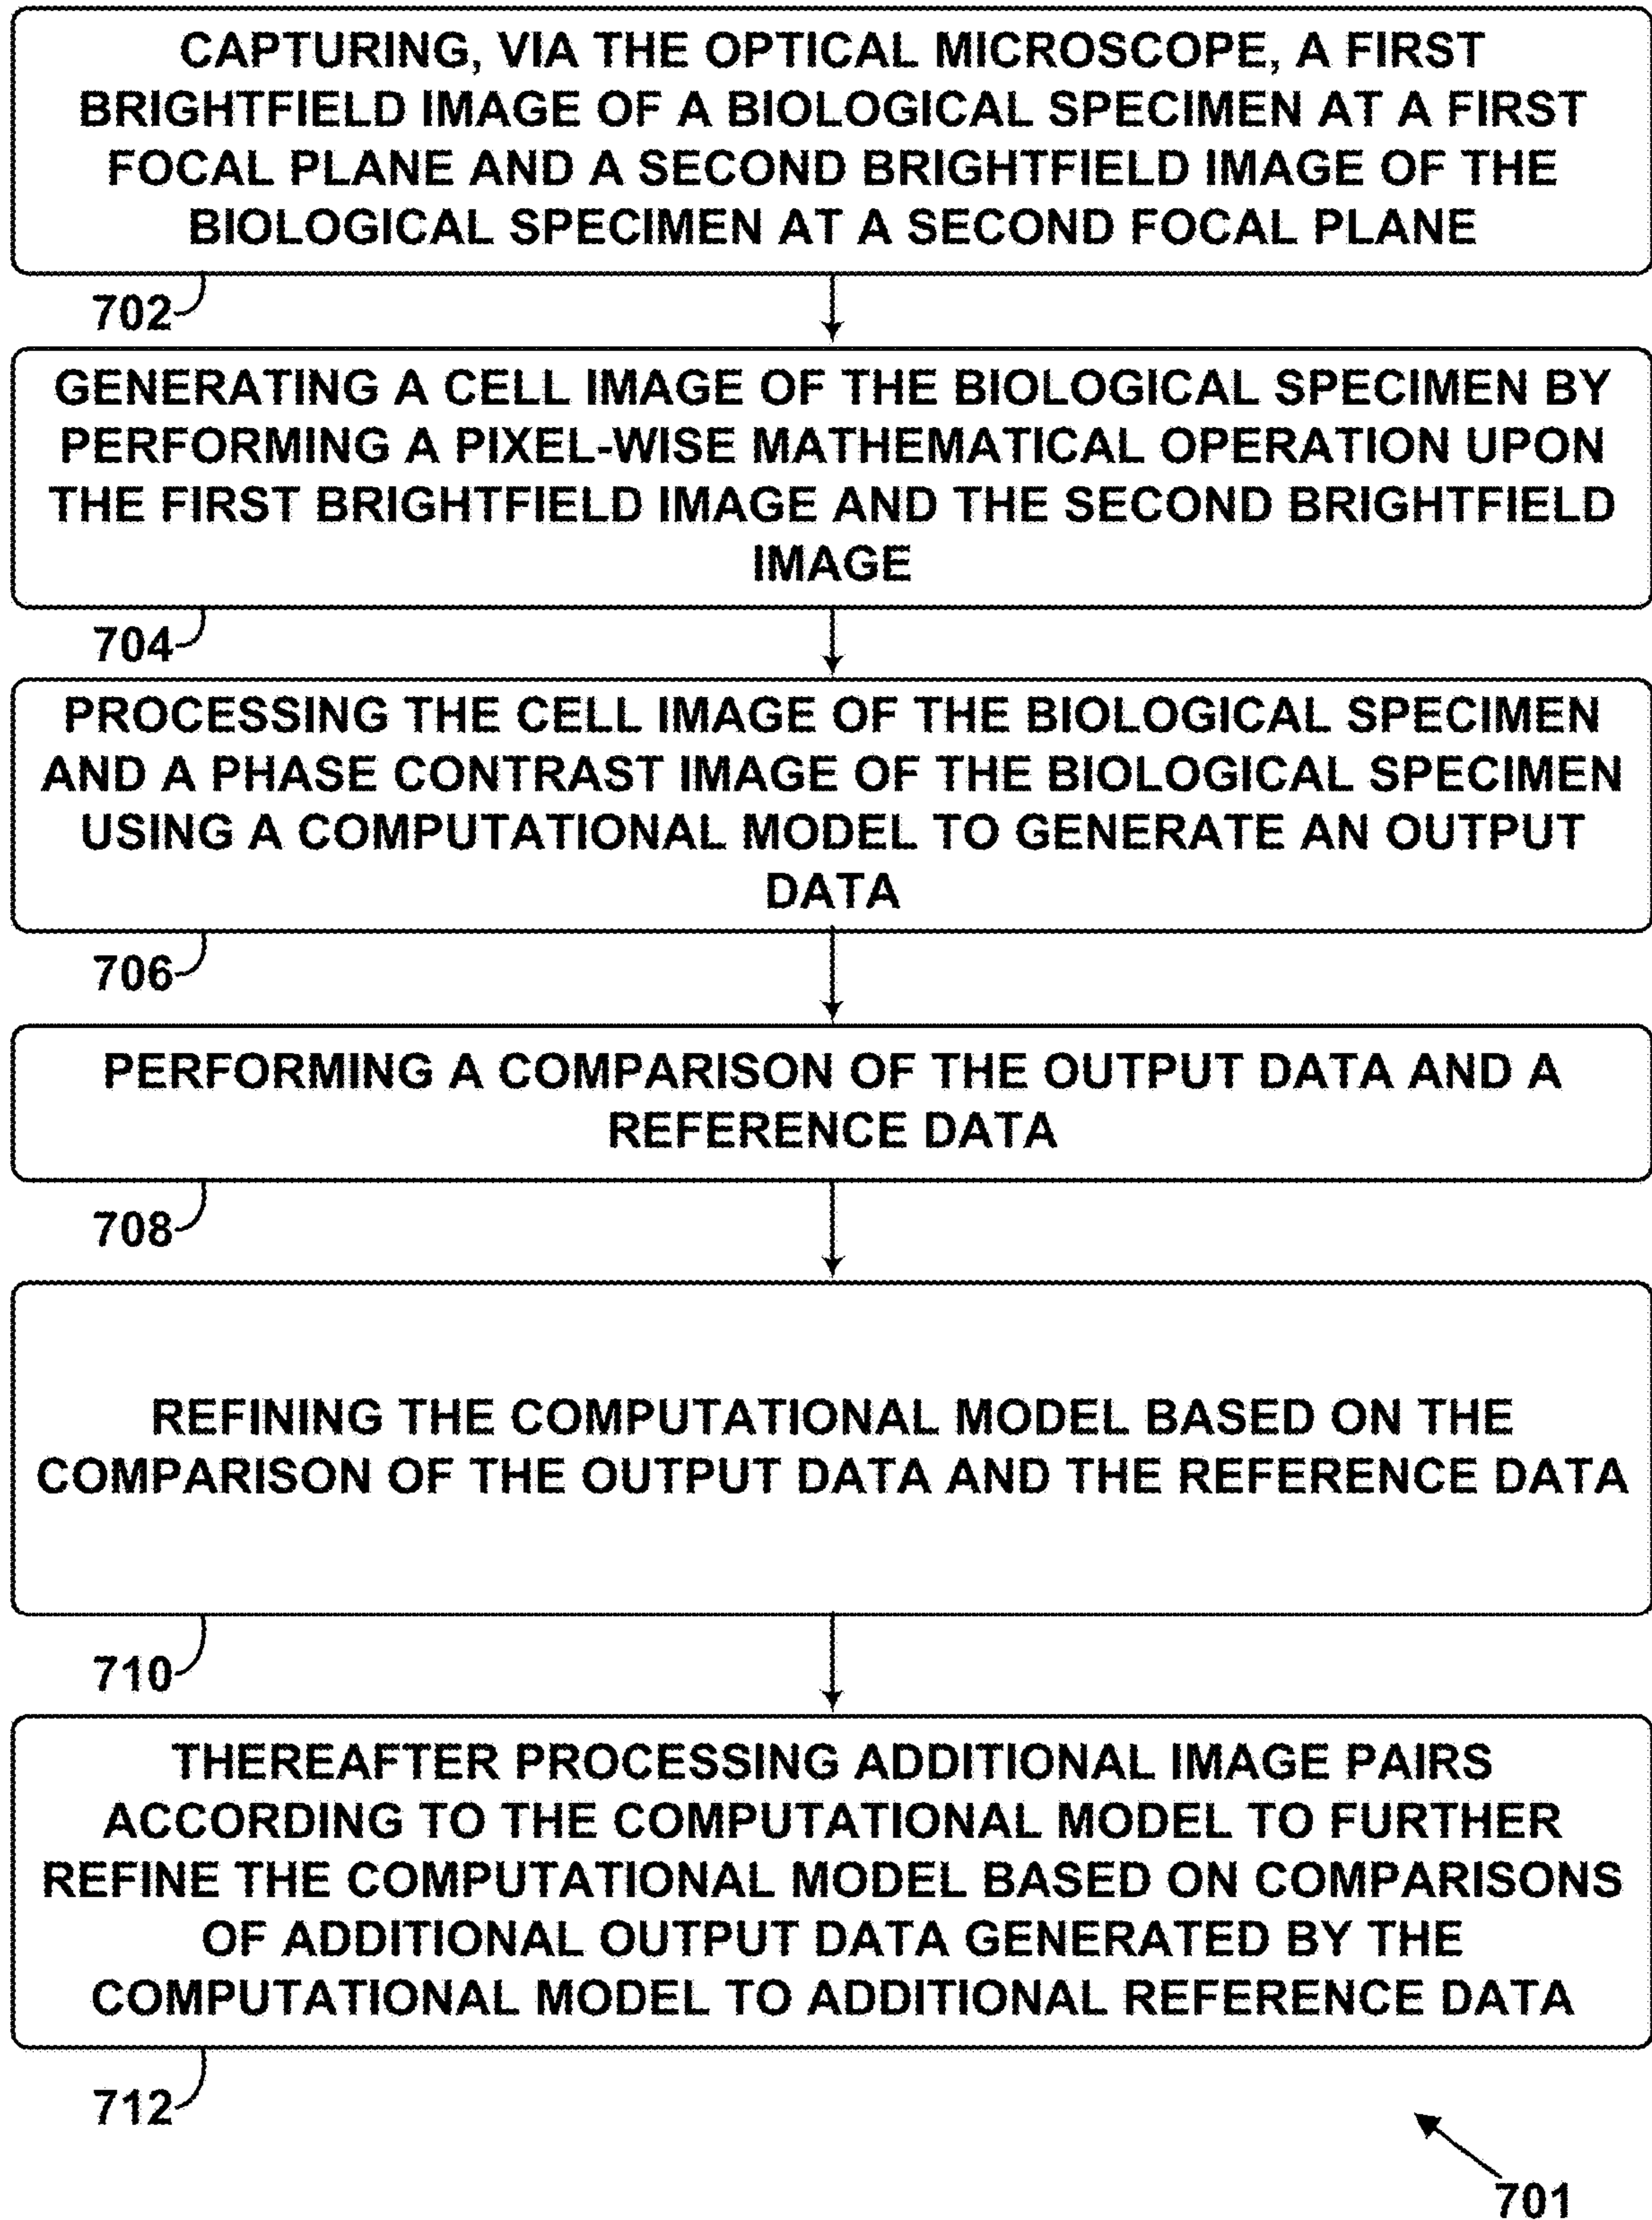 CAPTURING, VIA THE OPTICAL MICROSCOPE, A FIRST
BRIGHTFIELD IMAGE OF A BIOLOGICAL SPECIMEN AT A FIRST
FOCAL PLANE AND A SECOND BRIGHTFIELD IMAGE OF THE
BIOLOGICAL SPECIMEN AT A SECOND FOCAL PLANE
702
GENERATING A CELL IMAGE OF THE BIOLOGICAL SPECIMEN BY
PERFORMING A PIXEL-WISE MATHEMATICAL OPERATION UPON
THE FIRST BRIGHTFIELD IMAGE AND THE SECOND BRIGHTFIELD
IMAGE
704
PROCESSING THE CELL IMAGE OF THE BIOLOGICAL SPECIMEN
AND A PHASE CONTRAST IMAGE OF THE BIOLOGICAL SPECIMEN
USING A COMPUTATIONAL MODEL TO GENERATE AN OUTPUT
DATA
706
PERFORMING A COMPARISON OF THE OUTPUT DATA AND A
REFERENCE DATA
708
REFINING THE COMPUTATIONAL MODEL BASED ON THE
COMPARISON OF THE OUTPUT DATA AND THE REFERENCE DATA
710
THEREAFTER PROCESSING ADDITIONAL IMAGE PAIRS
ACCORDING TO THE COMPUTATIONAL MODEL TO FURTHER
REFINE THE COMPUTATIONAL MODEL BASED ON COMPARISONS
OF ADDITIONAL OUTPUT DATA GENERATED BY THE
COMPUTATIONAL MODEL TO ADDITIONAL REFERENCE DATA
712
701